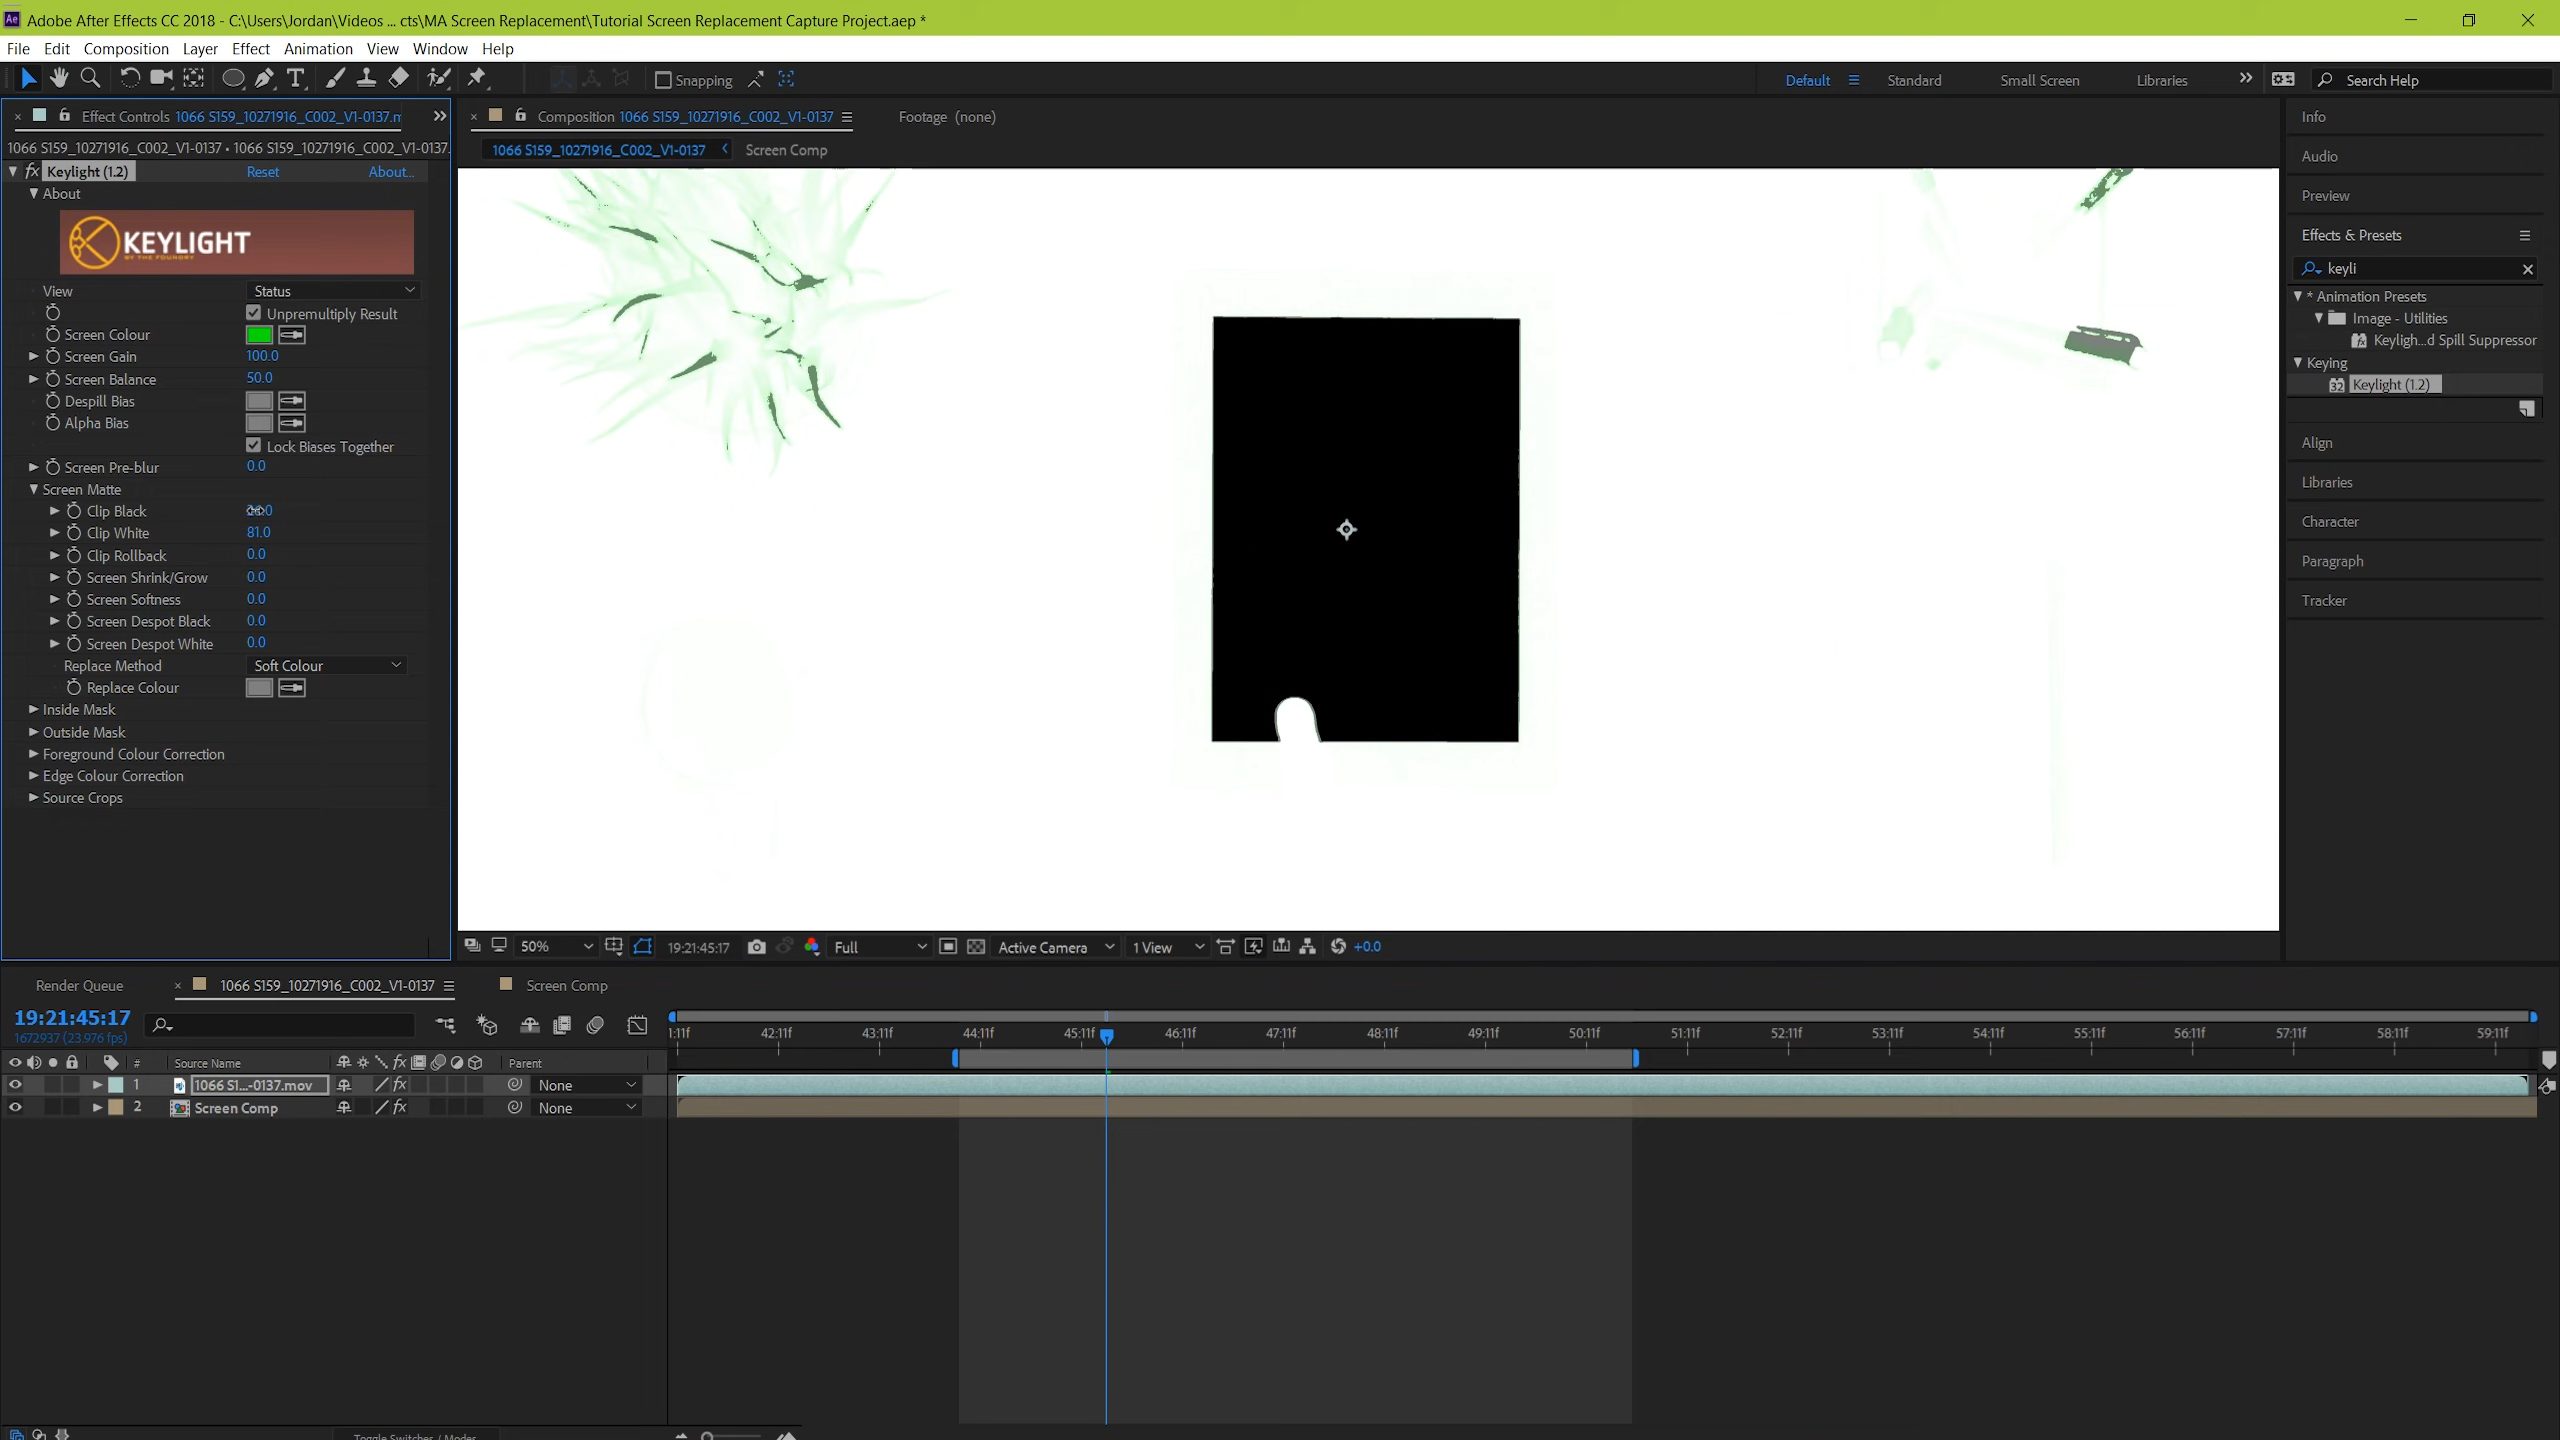 Adobe After Effects CC 2018 - C:\Users\Jordan\Videos ... cts\MA Screen Replacement\Tutorial Screen Replacement Capture Project.aep *
File Edit Composition Layer Effect Animation View Window Help
Snapping
Default Standard Small Screen Libraries Search Help
Effect Controls 1066 S159_10271916_C002_V1-0137.m
Composition 1066 S159_10271916_C002_V1-0137
Footage (none)
1066 S159_10271916_C002_V1-0137 • 1066 S159_10271916_C002_V1-0137.
1066 S159_10271916_C002_V1-0137 Screen Comp
fx Keylight (1.2) Reset About...
About
KEYLIGHT
BY THE FOUNDRY
View Status
Unpremultiply Result
Screen Colour
Screen Gain 100.0
Screen Balance 50.0
Despill Bias
Alpha Bias
Lock Biases Together
Screen Pre-blur 0.0
Screen Matte
Clip Black
Clip White 81.0
Clip Rollback 0.0
Screen Shrink/Grow 0.0
Screen Softness 0.0
Screen Despot Black 0.0
Screen Despot White 0.0
Replace Method Soft Colour
Replace Colour
Inside Mask
Outside Mask
Foreground Colour Correction
Edge Colour Correction
Source Crops
50% 19:21:45:17 Full Active Camera 1 View +0.0
Info
Audio
Preview
Effects & Presets
keyli
* Animation Presets
Image - Utilities
Keyligh...d Spill Suppressor
Keying
32 Keylight (1.2)
Align
Libraries
Character
Paragraph
Tracker
Render Queue 1066 S159_10271916_C002_V1-0137 Screen Comp
19:21:45:17
1672937 (23.976 fps)
1:11f 42:11f 43:11f 44:11f 45:11f 46:11f 47:11f 48:11f 49:11f 50:11f 51:11f 52:11f 53:11f 54:11f 55:11f 56:11f 57:11f 58:11f 59:11f
# Source Name fx Parent
1 1066 S1...-0137.mov fx None
2 Screen Comp fx None
Toggle Switches / Modes